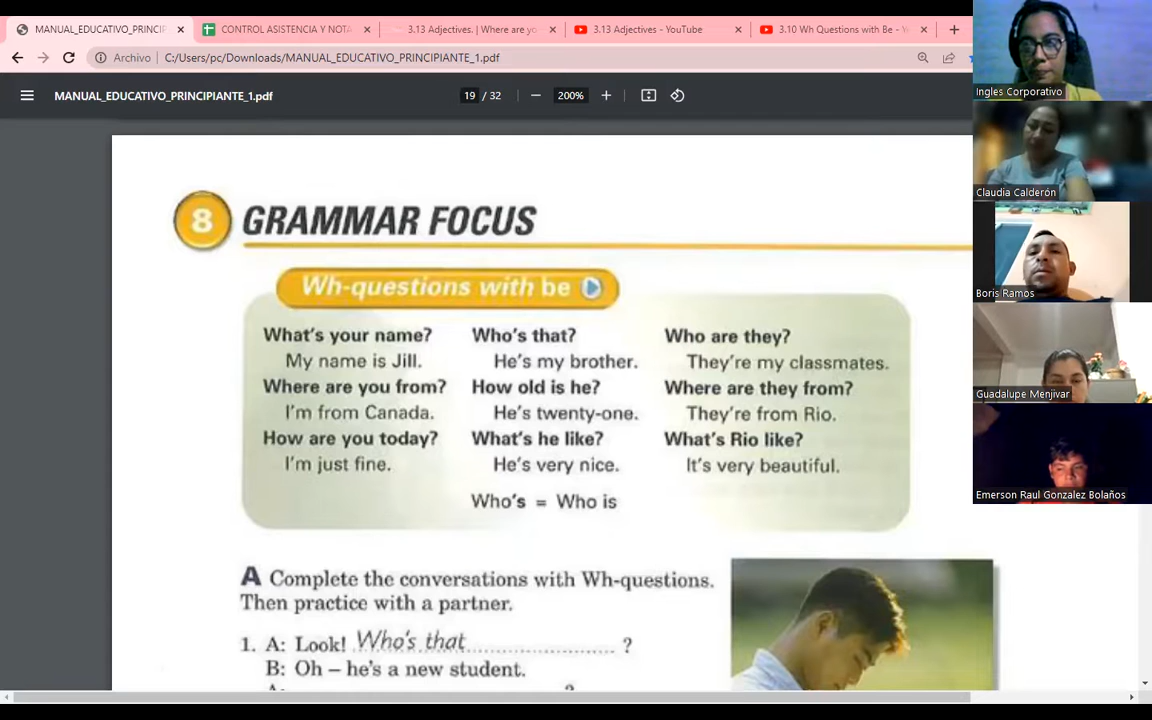 MANUAL_EDUCATIVO_PRINCIP
CONTROL ASISTENCIA Y NOTA
3.13 Adjectives. | Where are yo
3.13 Adjectives - YouTube
3.10 Wh Questions with Be - Y
Archivo
C:/Users/pc/Downloads/MANUAL_EDUCATIVO_PRINCIPIANTE_1.pdf
MANUAL_EDUCATIVO_PRINCIPIANTE_1.pdf
19 / 32
200%
Ingles Corporativo
Claudia Calderón
Boris Ramos
Guadalupe Menjivar
Emerson Raul Gonzalez Bolaños
8 GRAMMAR FOCUS
Wh-questions with be
What's your name?
My name is Jill.
Where are you from?
I'm from Canada.
How are you today?
I'm just fine.
Who's that?
He's my brother.
How old is he?
He's twenty-one.
What's he like?
He's very nice.
Who's = Who is
Who are they?
They're my classmates.
Where are they from?
They're from Rio.
What's Rio like?
It's very beautiful.
A Complete the conversations with Wh-questions.
Then practice with a partner.
1. A: Look! Who's that ?
B: Oh – he's a new student.